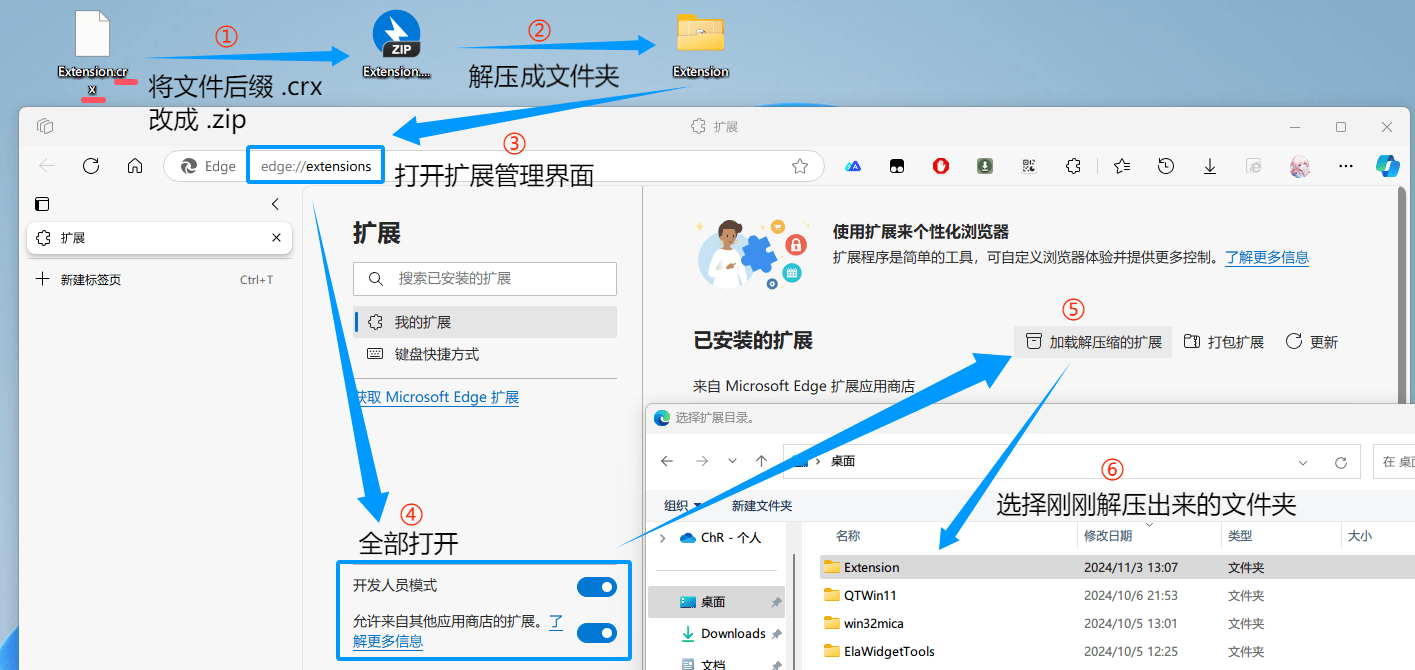 ①
②
ZIP
Extension.cr
x
Extension....
Extension
将文件后缀 .crx
改成 .zip
解压成文件夹
扩展
③
Edge
edge://extensions
打开扩展管理界面
扩展
新建标签页
Ctrl+T
扩展
搜索已安装的扩展
我的扩展
键盘快捷方式
获取 Microsoft Edge 扩展
④
全部打开
开发人员模式
允许来自其他应用商店的扩展。了
解更多信息
使用扩展来个性化浏览器
扩展程序是简单的工具，可自定义浏览器体验并提供更多控制。了解更多信息
⑤
已安装的扩展
加载解压缩的扩展
打包扩展
更新
来自 Microsoft Edge 扩展应用商店
选择扩展目录。
桌面
在 桌面
⑥
组织
新建文件夹
选择刚刚解压出来的文件夹
ChR - 个人
桌面
Downloads
文档
名称
修改日期
类型
大小
Extension
2024/11/3 13:07
文件夹
QTWin11
2024/10/6 21:53
文件夹
win32mica
2024/10/5 13:01
文件夹
ElaWidgetTools
2024/10/5 12:25
文件夹